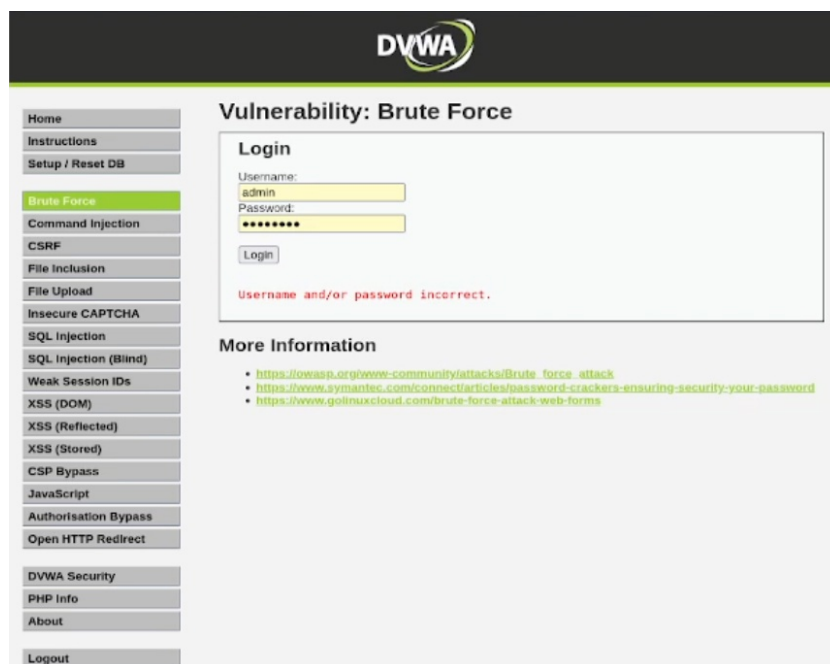 DVWA
Home
Instructions
Setup / Reset DB
Brute Force
Command Injection
CSRF
File Inclusion
File Upload
Insecure CAPTCHA
SQL Injection
SQL Injection (Blind)
Weak Session IDs
XSS (DOM)
XSS (Reflected)
XSS (Stored)
CSP Bypass
JavaScript
Authorisation Bypass
Open HTTP Redirect
DVWA Security
PHP Info
About
Logout
Vulnerability: Brute Force
Login
Username:
admin
Password:
••••••••
Login
Username and/or password incorrect.
More Information
• https://owasp.org/www-community/attacks/Brute_force_attack
• https://www.symantec.com/connect/articles/password-crackers-ensuring-security-your-password
• https://www.golinuxcloud.com/brute-force-attack-web-forms